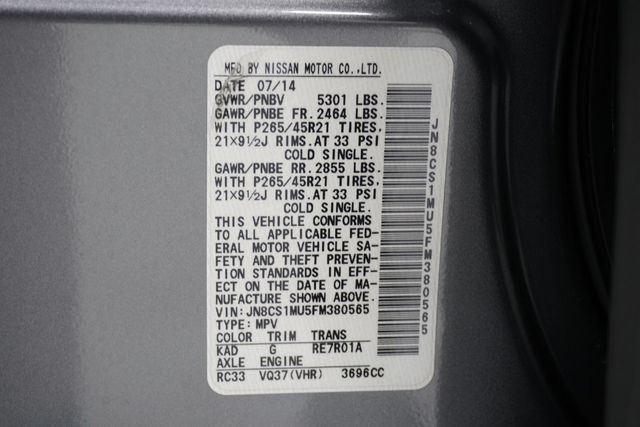 MFD BY NISSAN MOTOR CO.,LTD.
DATE 07/14
GVWR/PNBV 5301 LBS.
GAWR/PNBE FR. 2464 LBS.
WITH P265/45R21 TIRES,
21×9½J RIMS.AT 33 PSI
COLD SINGLE.
GAWR/PNBE RR. 2855 LBS.
WITH P265/45R21 TIRES,
21×9½J RIMS.AT 33 PSI
COLD SINGLE.
THIS VEHICLE CONFORMS
TO ALL APPLICABLE FED-
ERAL MOTOR VEHICLE SA-
FETY AND THEFT PREVEN-
TION STANDARDS IN EFF-
ECT ON THE DATE OF MA-
NUFACTURE SHOWN ABOVE.
VIN:JN8CS1MU5FM380565
TYPE:MPV
COLOR TRIM TRANS
KAD G RE7R01A
AXLE ENGINE
RC33 VQ37(VHR) 3696CC
JN8CS1MU5FM380565